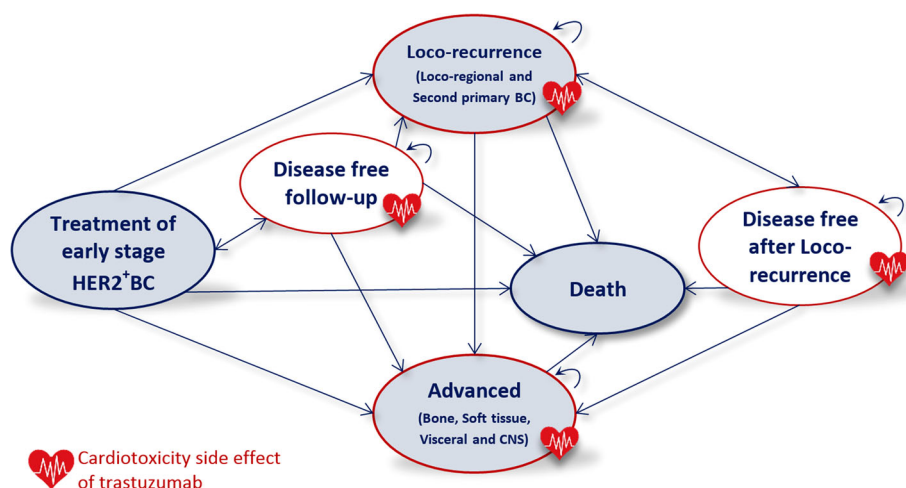 Loco-recurrence
(Loco-regional and
Second primary BC)
Disease free
follow-up
Treatment of
early stage
HER2⁺BC
Disease free
after Loco-
recurrence
Death
Advanced
(Bone, Soft tissue,
Visceral and CNS)
Cardiotoxicity side effect
of trastuzumab